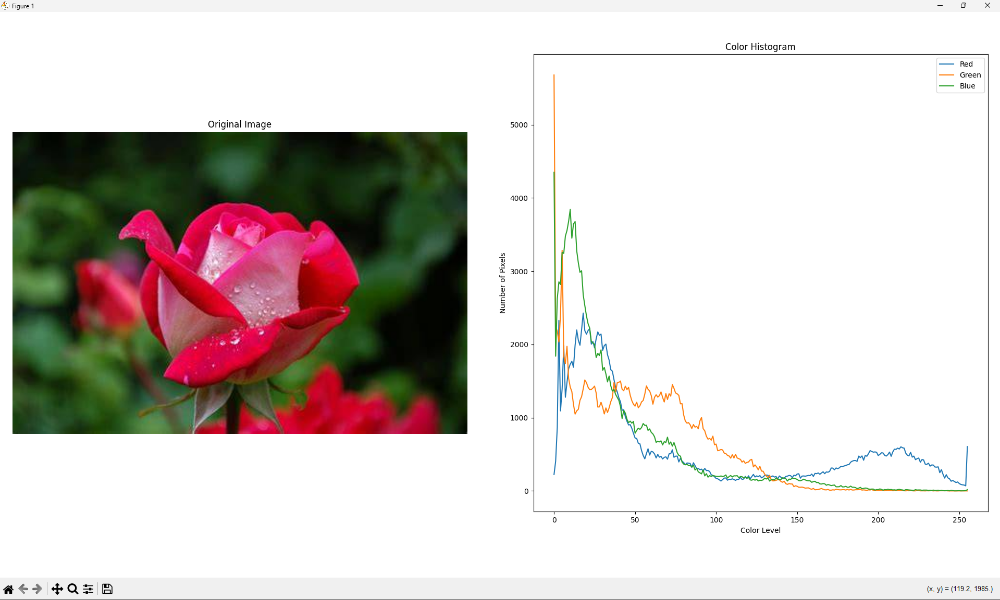 Figure 1
Original Image
Color Histogram
Red
Green
Blue
Number of Pixels
5000
4000
3000
2000
1000
0
0 50 100 150 200 250
Color Level
(x, y) = (119.2, 1985.)